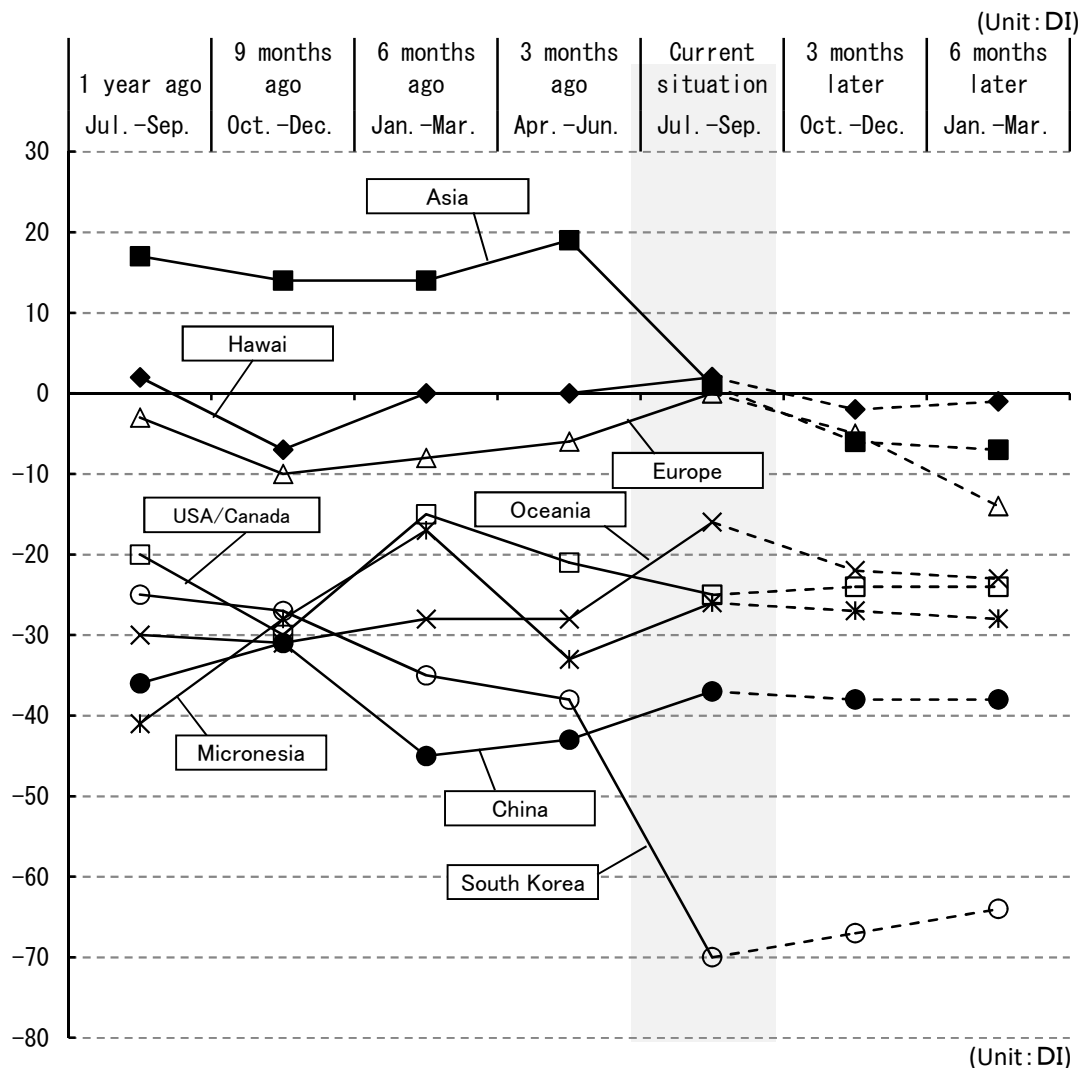 (Unit:DI)
1 year ago
Jul.-Sep.
9 months
ago
Oct.-Dec.
6 months
ago
Jan.-Mar.
3 months
ago
Apr.-Jun.
Current
situation
Jul.-Sep.
3 months
later
Oct.-Dec.
6 months
later
Jan.-Mar.
30
20
10
0
-10
-20
-30
-40
-50
-60
-70
-80
Asia
Hawai
Europe
USA/Canada
Oceania
Micronesia
China
South Korea
(Unit:DI)